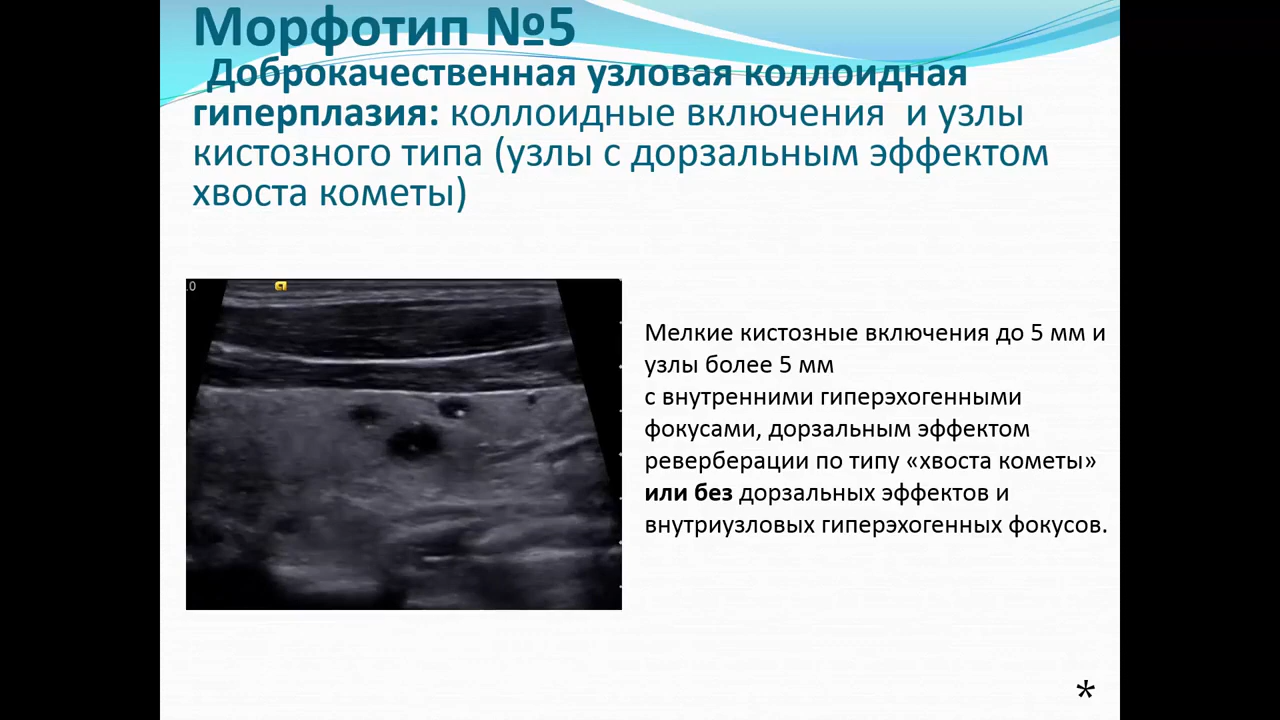 Морфотип №5
Доброкачественная узловая коллоидная
гиперплазия: коллоидные включения и узлы
кистозного типа (узлы с дорзальным эффектом
хвоста кометы)
.0
Мелкие кистозные включения до 5 мм и
узлы более 5 мм
с внутренними гиперэхогенными
фокусами, дорзальным эффектом
реверберации по типу «хвоста кометы»
или без дорзальных эффектов и
внутриузловых гиперэхогенных фокусов.
*